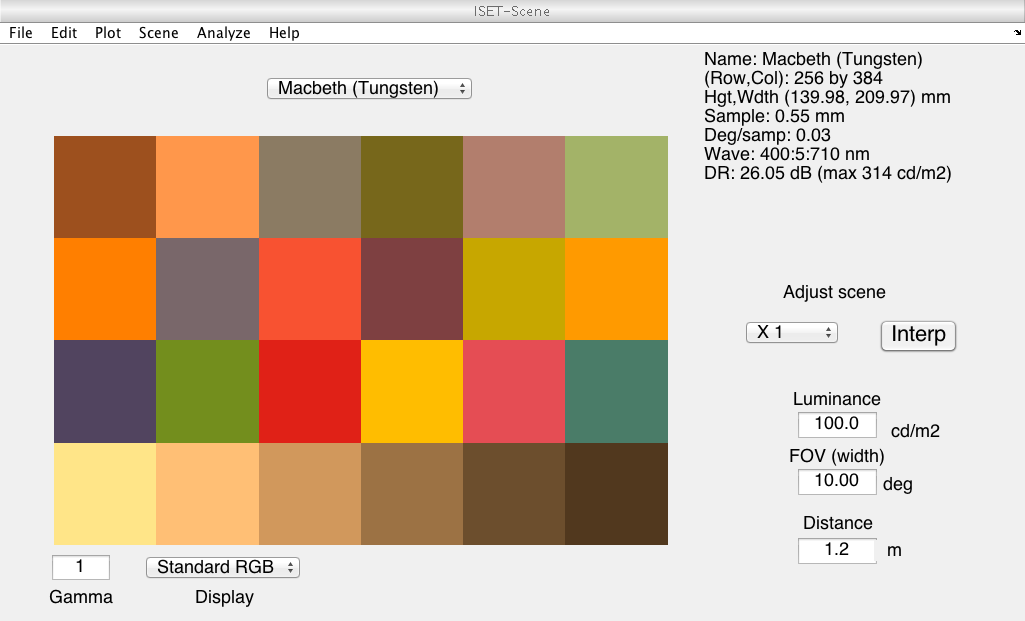 ISET-Scene
File Edit Plot Scene Analyze Help
Macbeth (Tungsten)
Name: Macbeth (Tungsten)
(Row,Col): 256 by 384
Hgt,Wdth (139.98, 209.97) mm
Sample: 0.55 mm
Deg/samp: 0.03
Wave: 400:5:710 nm
DR: 26.05 dB (max 314 cd/m2)
Adjust scene
X 1 Interp
Luminance
100.0 cd/m2
FOV (width)
10.00 deg
Distance
1.2 m
1 Standard RGB
Gamma Display